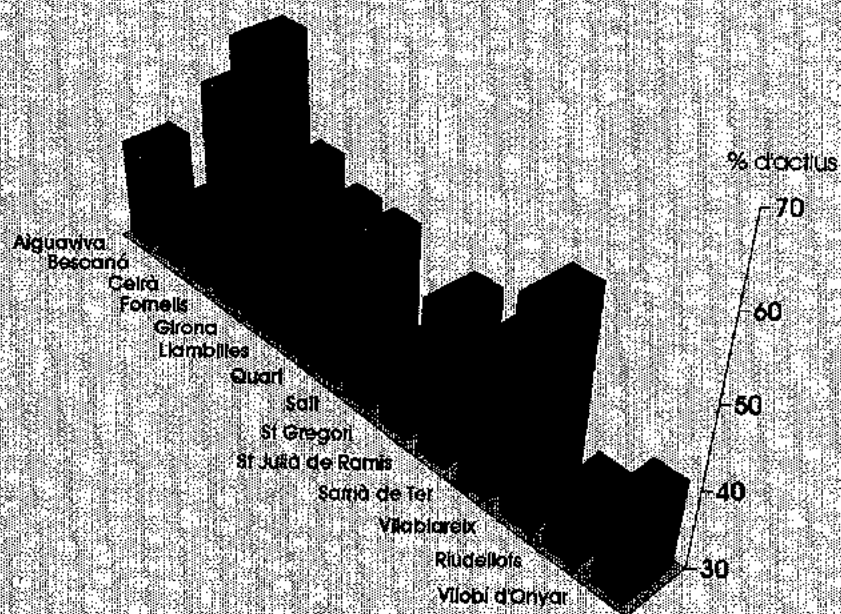 % d'actius
70
60
50
40
30
Aiguaviva
Bescanó
Celrà
Fornells
Girona
Llambilles
Quart
Salt
St Gregori
St Julià de Ramis
Sarrià de Ter
Vilablareix
Riudellots
Vilobí d'Onyar